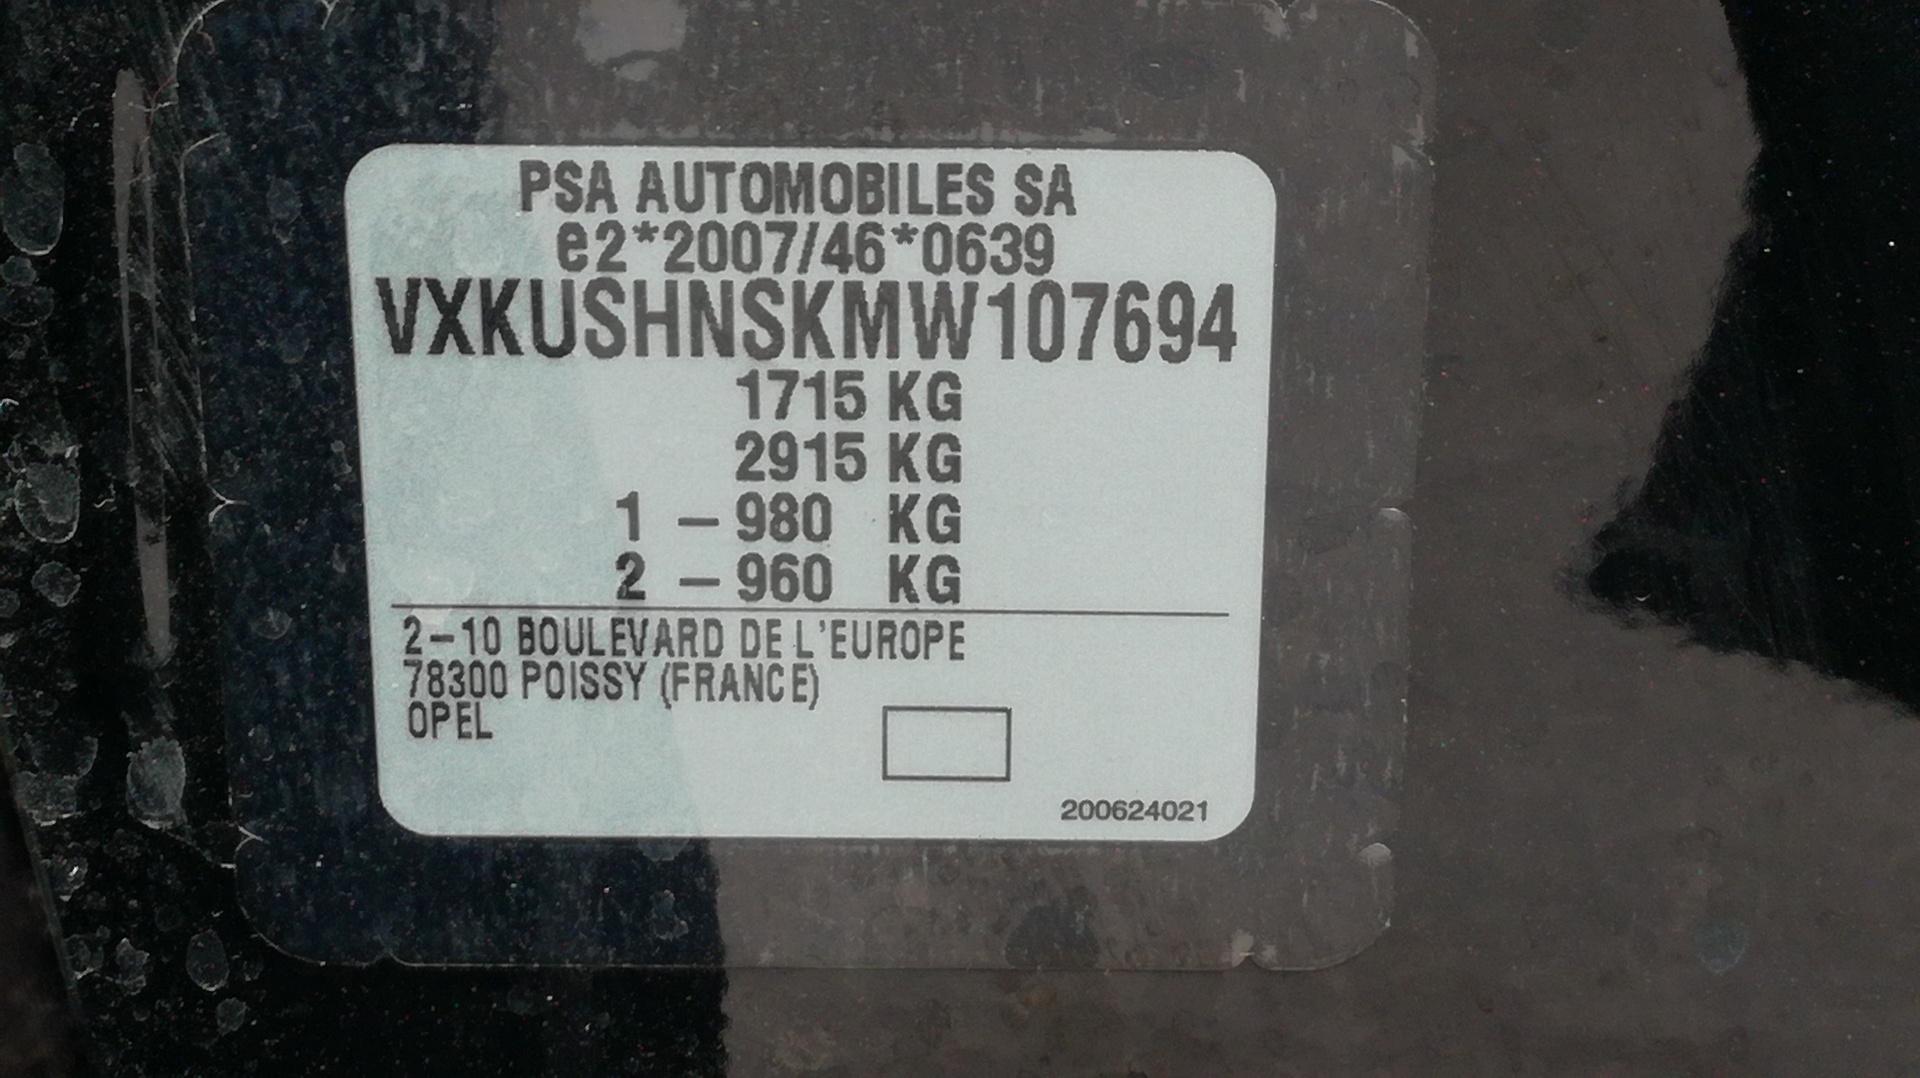 PSA AUTOMOBILES SA
e2*2007/46*0639
VXKUSHNSKMW107694
1715 KG
2915 KG
1 – 980 KG
2 – 960 KG
2–10 BOULEVARD DE L'EUROPE
78300 POISSY (FRANCE)
OPEL
200624021